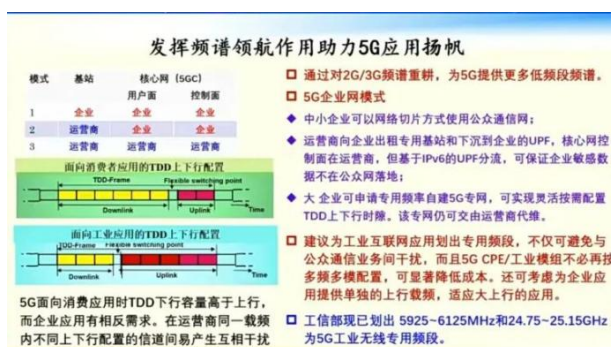 发挥频谱领航作用助力5G应用扬帆
模式 基站 核心网（5GC）
用户面 控制面
1 企业 企业 企业
2 运营商 企业 企业
3 运营商 运营商 运营商
面向消费者应用的TDD上下行配置
TDD-Frame Flexible switching point
Downlink Uplink Time
面向工业应用的TDD上下行配置
TDD-Frame Flexible switching point
Downlink Uplink Time
5G面向消费应用时TDD下行容量高于上行，
而企业应用有相反需求。在运营商同一载频
内不同上下行配置的信道间易产生互相干扰
通过对2G/3G频谱重耕，为5G提供更多低频段频谱。
5G企业网模式
中小企业可以网络切片方式使用公众通信网；
运营商向企业出租专用基站和下沉到企业的UPF，核心网控
制面在运营商，但基于IPv6的UPF分流，可保证企业敏感数
据不在公众网落地；
大 企业可申请专用频率自建5G专网，可实现灵活按需配置
TDD上下行时隙。该专网仍可交由运营商代维。
建议为工业互联网应用划出专用频段，不仅可避免与
公众通信业务间干扰，而且5G CPE/工业模组不必再按
多频多模配置，可显著降低成本。还可考虑为企业应
用提供单独的上行载频，适应大上行的应用。
工信部现已划出 5925~6125MHz和24.75~25.15GHz
为5G工业无线专用频段。